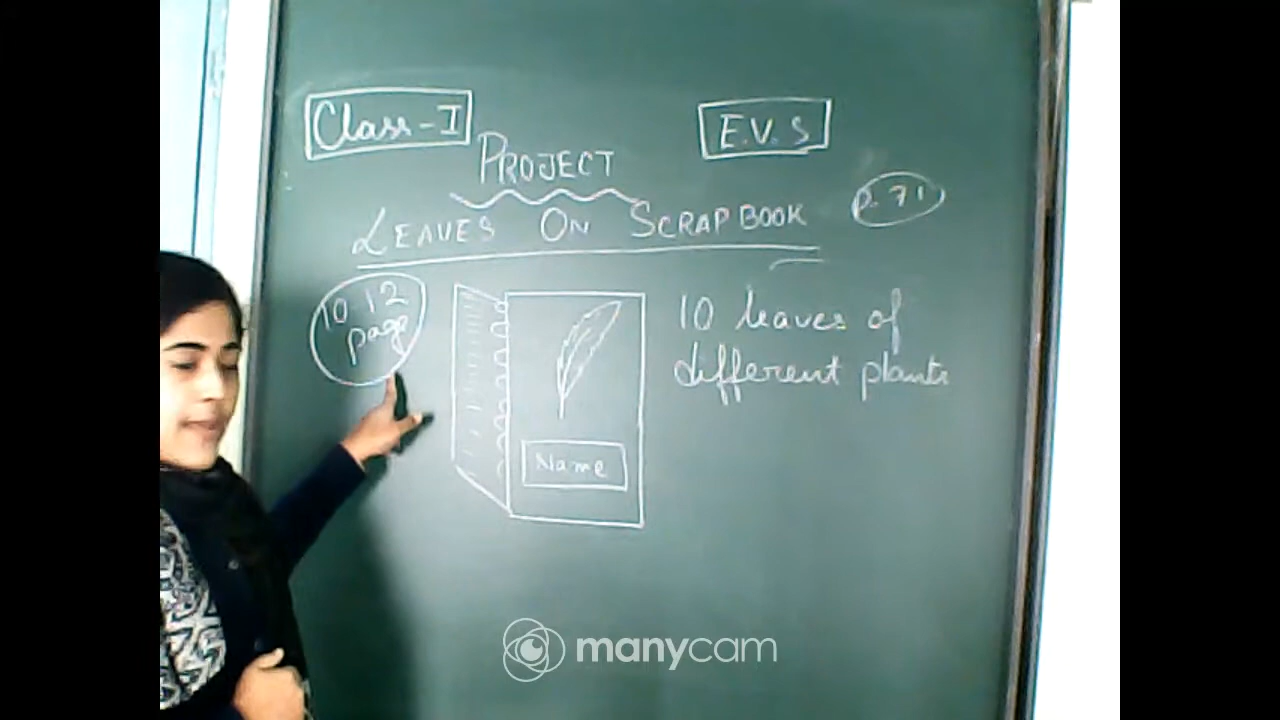 Class-I
E.V.S
PROJECT
LEAVES ON SCRAPBOOK
P. 71
10 12
page
10 leaves of
different plants
Name
manycam